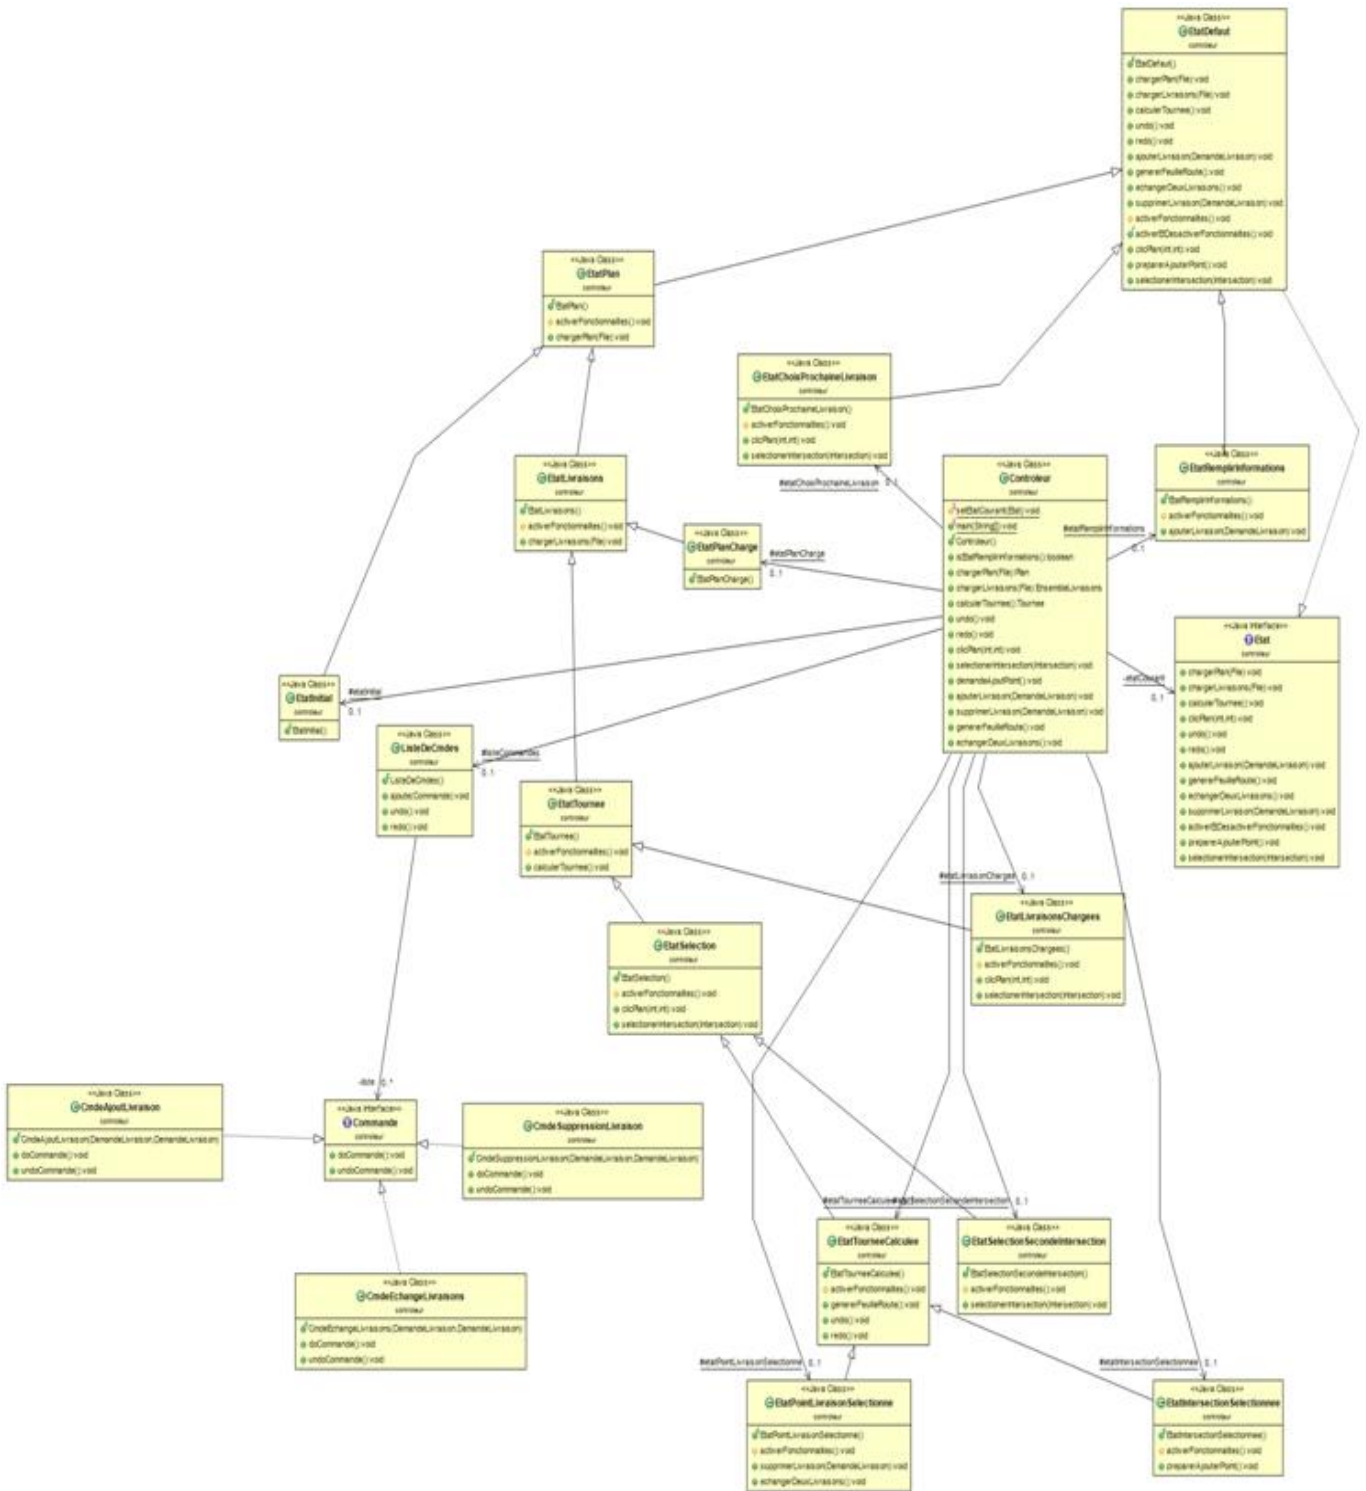 <<Java Class>>
EtatDefaut
controleur
EtatDefaut()
chargerPlan(File):void
chargerLivraisons(File):void
calculerTournee():void
undo():void
redo():void
ajouterLivraison(DemandeLivraison):void
genererFeuilleRoute():void
echangerDeuxLivraisons():void
supprimerLivraison(DemandeLivraison):void
activerFonctionnalites():void
activerEtDesactiverFonctionnalites():void
clicPlan(int,int):void
preparerAjouterPoint():void
selectionerIntersection(Intersection):void
<<Java Class>>
EtatPlan
controleur
EtatPlan()
activerFonctionnalites():void
chargerPlan(File):void
<<Java Class>>
EtatChoixProchaineLivraison
controleur
EtatChoixProchaineLivraison()
activerFonctionnalites():void
clicPlan(int,int):void
selectionerIntersection(Intersection):void
#etatChoixProchaineLivraison 0..1
<<Java Class>>
EtatRemplirInformations
controleur
EtatRemplirInformations()
activerFonctionnalites():void
ajouterLivraison(DemandeLivraison):void
#etatRemplirInformations
0..1
<<Java Class>>
EtatLivraisons
controleur
EtatLivraisons()
activerFonctionnalites():void
chargerLivraisons(File):void
<<Java Class>>
EtatPlanCharge
controleur
EtatPlanCharge()
#etatPlanCharge
0..1
<<Java Class>>
Controleur
controleur
setEtatCourant(Etat):void
main(String[]):void
Controleur()
isEtatRemplirInformations():boolean
chargerPlan(File):Plan
chargerLivraisons(File):EnsembleLivraisons
calculerTournee():Tournee
undo():void
redo():void
clicPlan(int,int):void
selectionerIntersection(Intersection):void
demandeAjoutPoint():void
ajouterLivraison(DemandeLivraison):void
supprimerLivraison(DemandeLivraison):void
genererFeuilleRoute():void
echangerDeuxLivraisons():void
<<Java Interface>>
Etat
controleur
chargerPlan(File):void
chargerLivraisons(File):void
calculerTournee():void
clicPlan(int,int):void
undo():void
redo():void
ajouterLivraison(DemandeLivraison):void
genererFeuilleRoute():void
echangerDeuxLivraisons():void
supprimerLivraison(DemandeLivraison):void
activerEtDesactiverFonctionnalites():void
preparerAjouterPoint():void
selectionerIntersection(Intersection):void
-etatCourant
0..1
<<Java Class>>
EtatInitial
controleur
EtatInitial()
#etatInitial
0..1
<<Java Class>>
ListeDeCmdes
controleur
ListeDeCmdes()
ajoute(Commande):void
undo():void
redo():void
#listeCommandes
0..1
<<Java Class>>
EtatTournee
controleur
EtatTournee()
activerFonctionnalites():void
calculerTournee():void
#etatLivraisonChargee 0..1
<<Java Class>>
EtatLivraisonsChargees
controleur
EtatLivraisonsChargees()
activerFonctionnalites():void
clicPlan(int,int):void
selectionerIntersection(Intersection):void
<<Java Class>>
EtatSelection
controleur
EtatSelection()
activerFonctionnalites():void
clicPlan(int,int):void
selectionerIntersection(Intersection):void
-liste 0..*
<<Java Class>>
CmdeAjoutLivraison
controleur
CmdeAjoutLivraison(DemandeLivraison,DemandeLivraison)
doCommande():void
undoCommande():void
<<Java Interface>>
Commande
controleur
doCommande():void
undoCommande():void
<<Java Class>>
CmdeSuppressionLivraison
controleur
CmdeSuppressionLivraison(DemandeLivraison,DemandeLivraison)
doCommande():void
undoCommande():void
<<Java Class>>
CmdeEchangeLivraisons
controleur
CmdeEchangeLivraisons(DemandeLivraison,DemandeLivraison)
doCommande():void
undoCommande():void
0..1
<<Java Class>>
EtatTourneeCalculee
controleur
EtatTourneeCalculee()
activerFonctionnalites():void
genererFeuilleRoute():void
undo():void
redo():void
<<Java Class>>
EtatSelectionSecondeIntersection
controleur
EtatSelectionSecondeIntersection()
activerFonctionnalites():void
selectionerIntersection(Intersection):void
#etatPointLivraisonSelectionne 0..1
<<Java Class>>
EtatPointLivraisonSelectionne
controleur
EtatPointLivraisonSelectionne()
activerFonctionnalites():void
supprimerLivraison(DemandeLivraison):void
echangerDeuxLivraisons():void
#etatIntersectionSelectionnee 0..1
<<Java Class>>
EtatIntersectionSelectionnee
controleur
EtatIntersectionSelectionnee()
activerFonctionnalites():void
preparerAjouterPoint():void